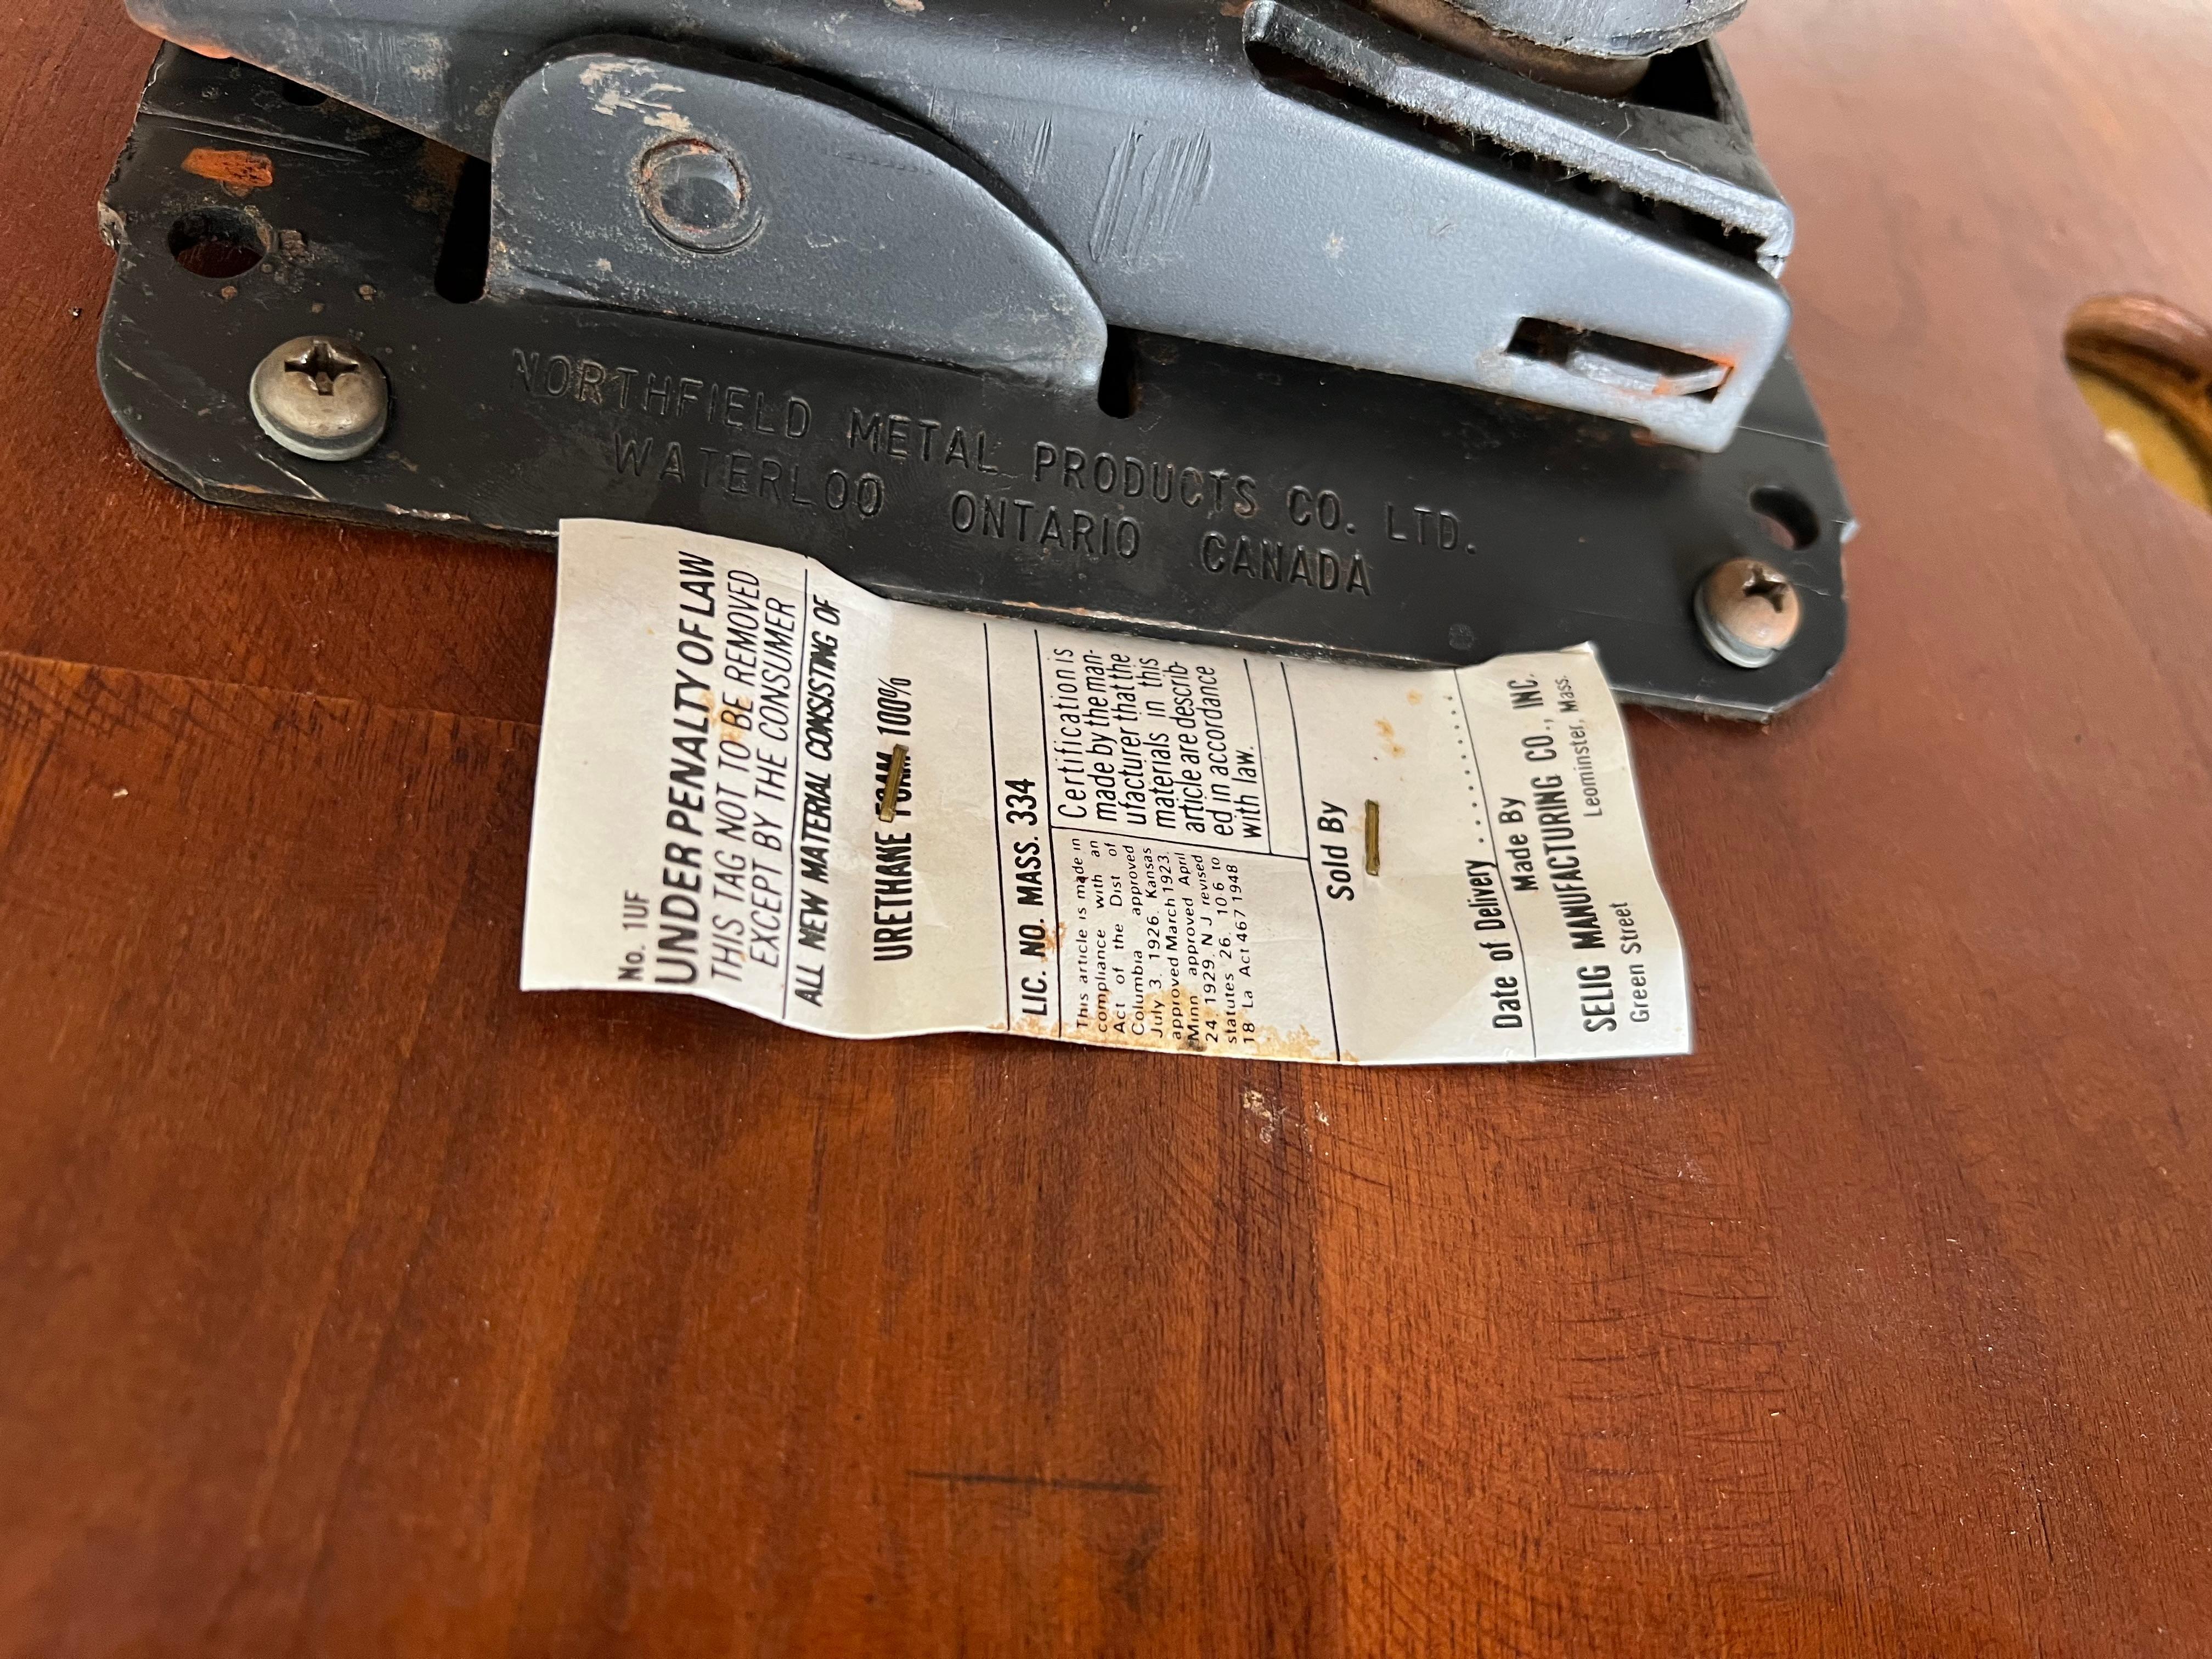 NORTHFIELD METAL PRODUCTS CO. LTD.
WATERLOO ONTARIO CANADA
No. 1UF
UNDER PENALTY OF LAW
THIS TAG NOT TO BE REMOVED
EXCEPT BY THE CONSUMER
ALL NEW MATERIAL CONSISTING OF
URETHANE FOAM 100%
LIC. NO. MASS. 334
This article is made in
compliance with an
Act of the Dist of
Columbia approved
July 3, 1926. Kansas
approved March 1923.
Minn approved April
24 1929. N J revised
statutes 26. 10-6 to
18 La Act 467 1948
Certification is
made by the man-
ufacturer that the
materials in this
article are describ-
ed in accordance
with law.
Sold By
Date of Delivery ...........
Made By
SELIG MANUFACTURING CO., INC.
Green Street Leominster, Mass.